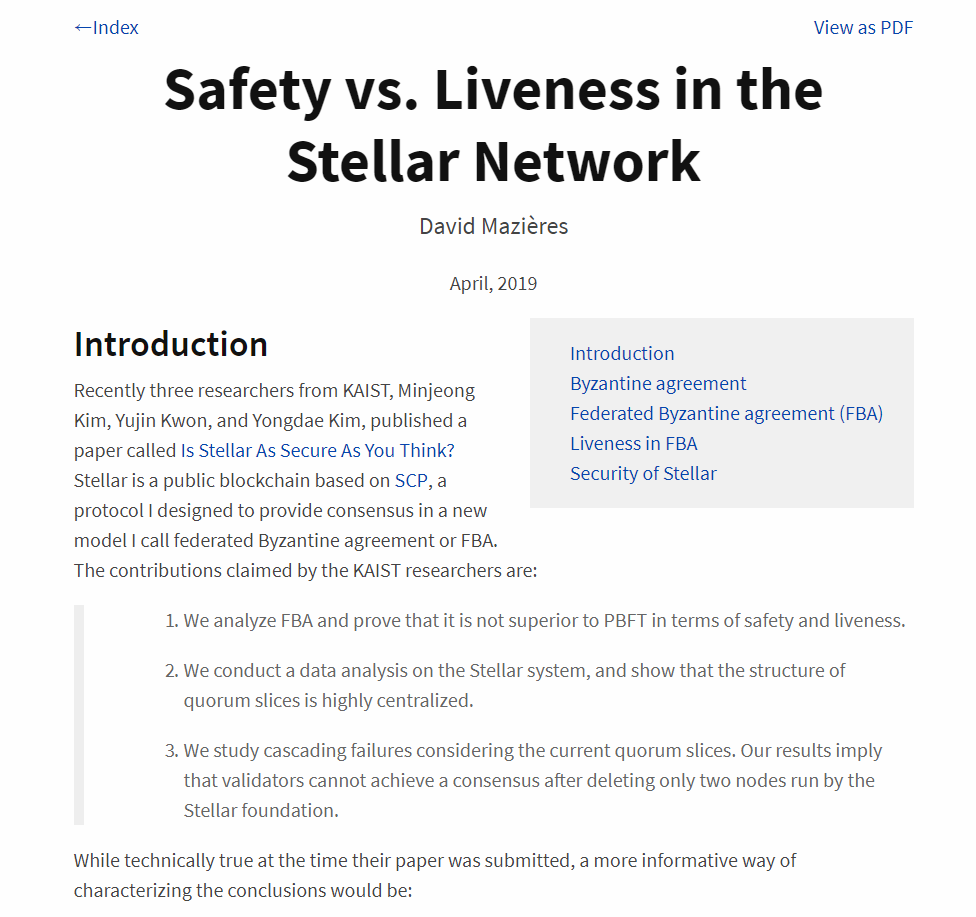 ←Index
View as PDF
Safety vs. Liveness in the
Stellar Network
David Mazières
April, 2019
Introduction
Recently three researchers from KAIST, Minjeong
Kim, Yujin Kwon, and Yongdae Kim, published a
paper called Is Stellar As Secure As You Think?
Stellar is a public blockchain based on SCP, a
protocol I designed to provide consensus in a new
model I call federated Byzantine agreement or FBA.
The contributions claimed by the KAIST researchers are:
Introduction
Byzantine agreement
Federated Byzantine agreement (FBA)
Liveness in FBA
Security of Stellar
1. We analyze FBA and prove that it is not superior to PBFT in terms of safety and liveness.
2. We conduct a data analysis on the Stellar system, and show that the structure of
quorum slices is highly centralized.
3. We study cascading failures considering the current quorum slices. Our results imply
that validators cannot achieve a consensus after deleting only two nodes run by the
Stellar foundation.
While technically true at the time their paper was submitted, a more informative way of
characterizing the conclusions would be: